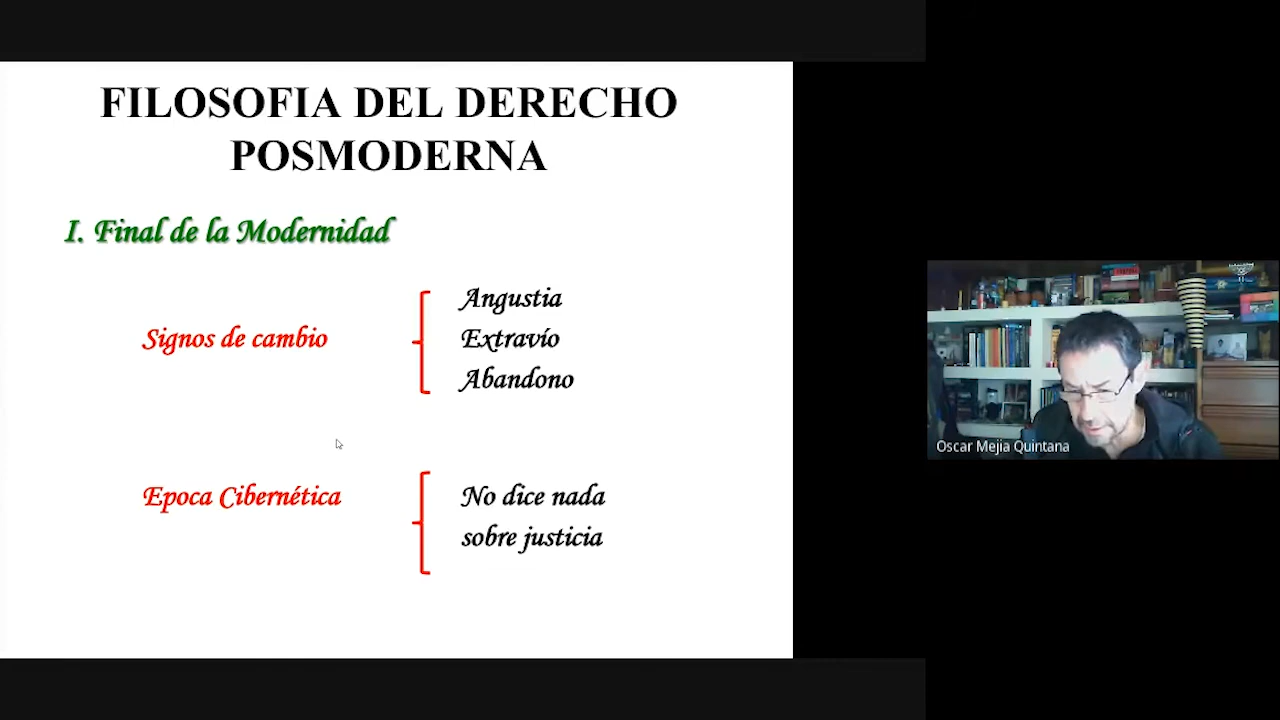 FILOSOFIA DEL DERECHO
POSMODERNA
I. Final de la Modernidad
Signos de cambio
Angustia
Extravío
Abandono
Epoca Cibernética
No dice nada
sobre justicia
Oscar Mejia Quintana